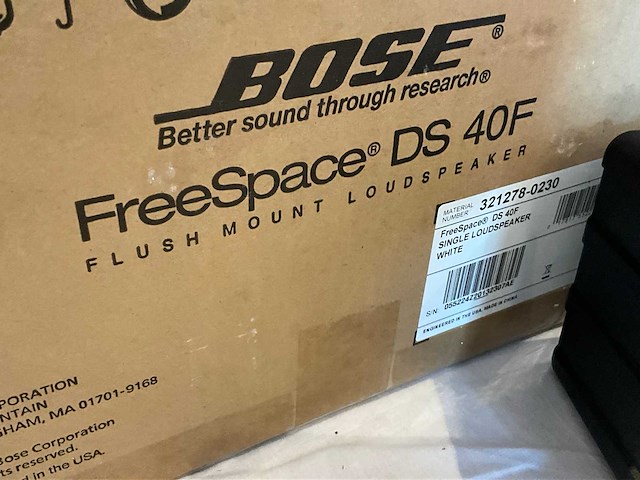 BOSE®
Better sound through research®
FreeSpace® DS 40F
FLUSH MOUNT LOUDSPEAKER
MATERIAL NUMBER 321278-0230
FreeSpace® DS 40F
SINGLE LOUDSPEAKER
WHITE
S/N: 055224220132307AE
ENGINEERED IN THE USA. MADE IN CHINA
PORATION
NTAIN
GHAM, MA 01701-9168
Bose Corporation
ts reserved.
d in the USA.